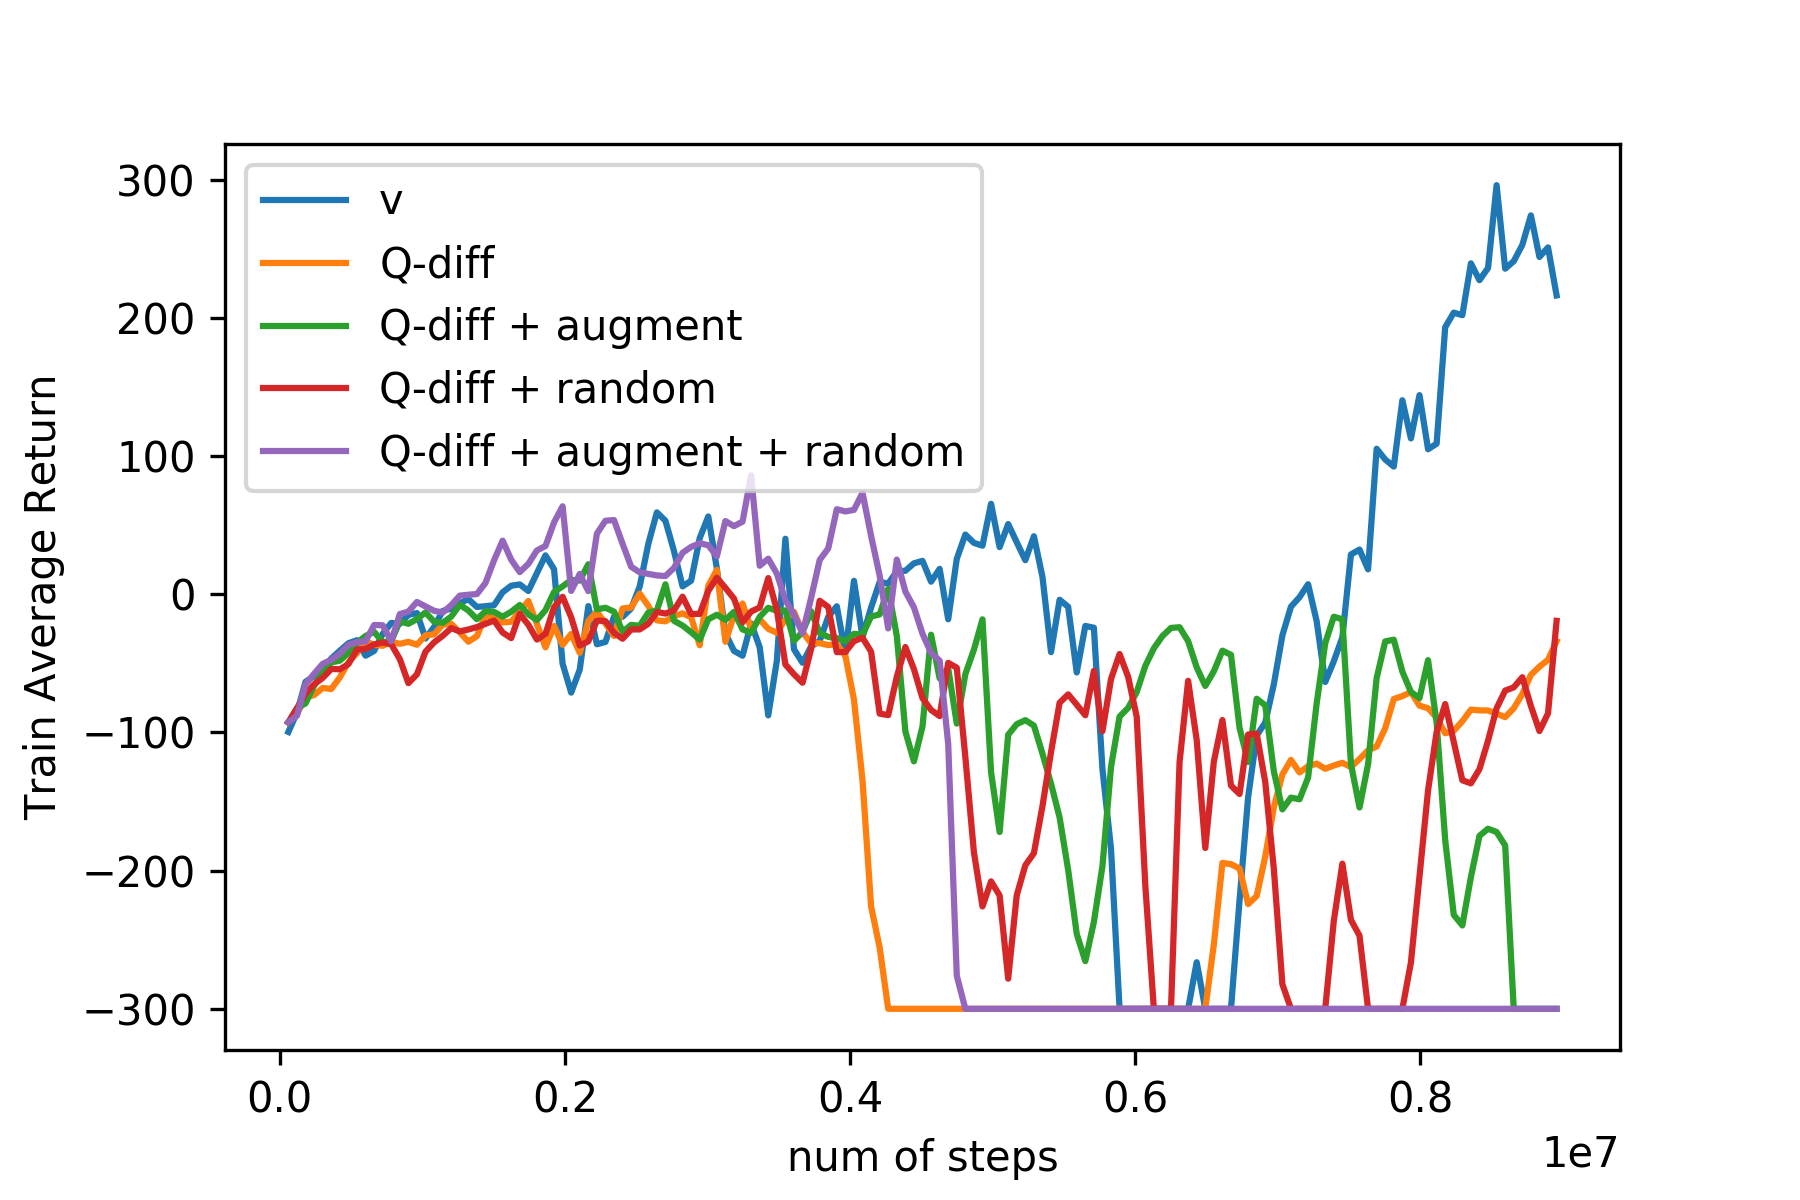 300
200
100
0
−100
−200
−300
Train Average Return
v
Q-diff
Q-diff + augment
Q-diff + random
Q-diff + augment + random
0.0 0.2 0.4 0.6 0.8
1e7
num of steps